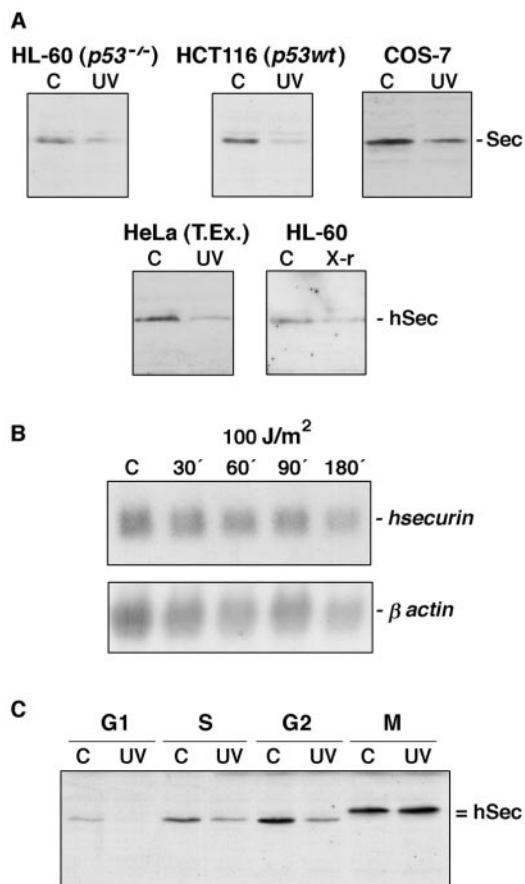 A
HL-60 (p53-/-) HCT116 (p53wt) COS-7
C UV C UV C UV
- Sec
HeLa (T.Ex.) HL-60
C UV C X-r
- hSec
B
100 J/m2
C 30´ 60´ 90´ 180´
- hsecurin
- β actin
C
G1 S G2 M
C UV C UV C UV C UV
= hSec